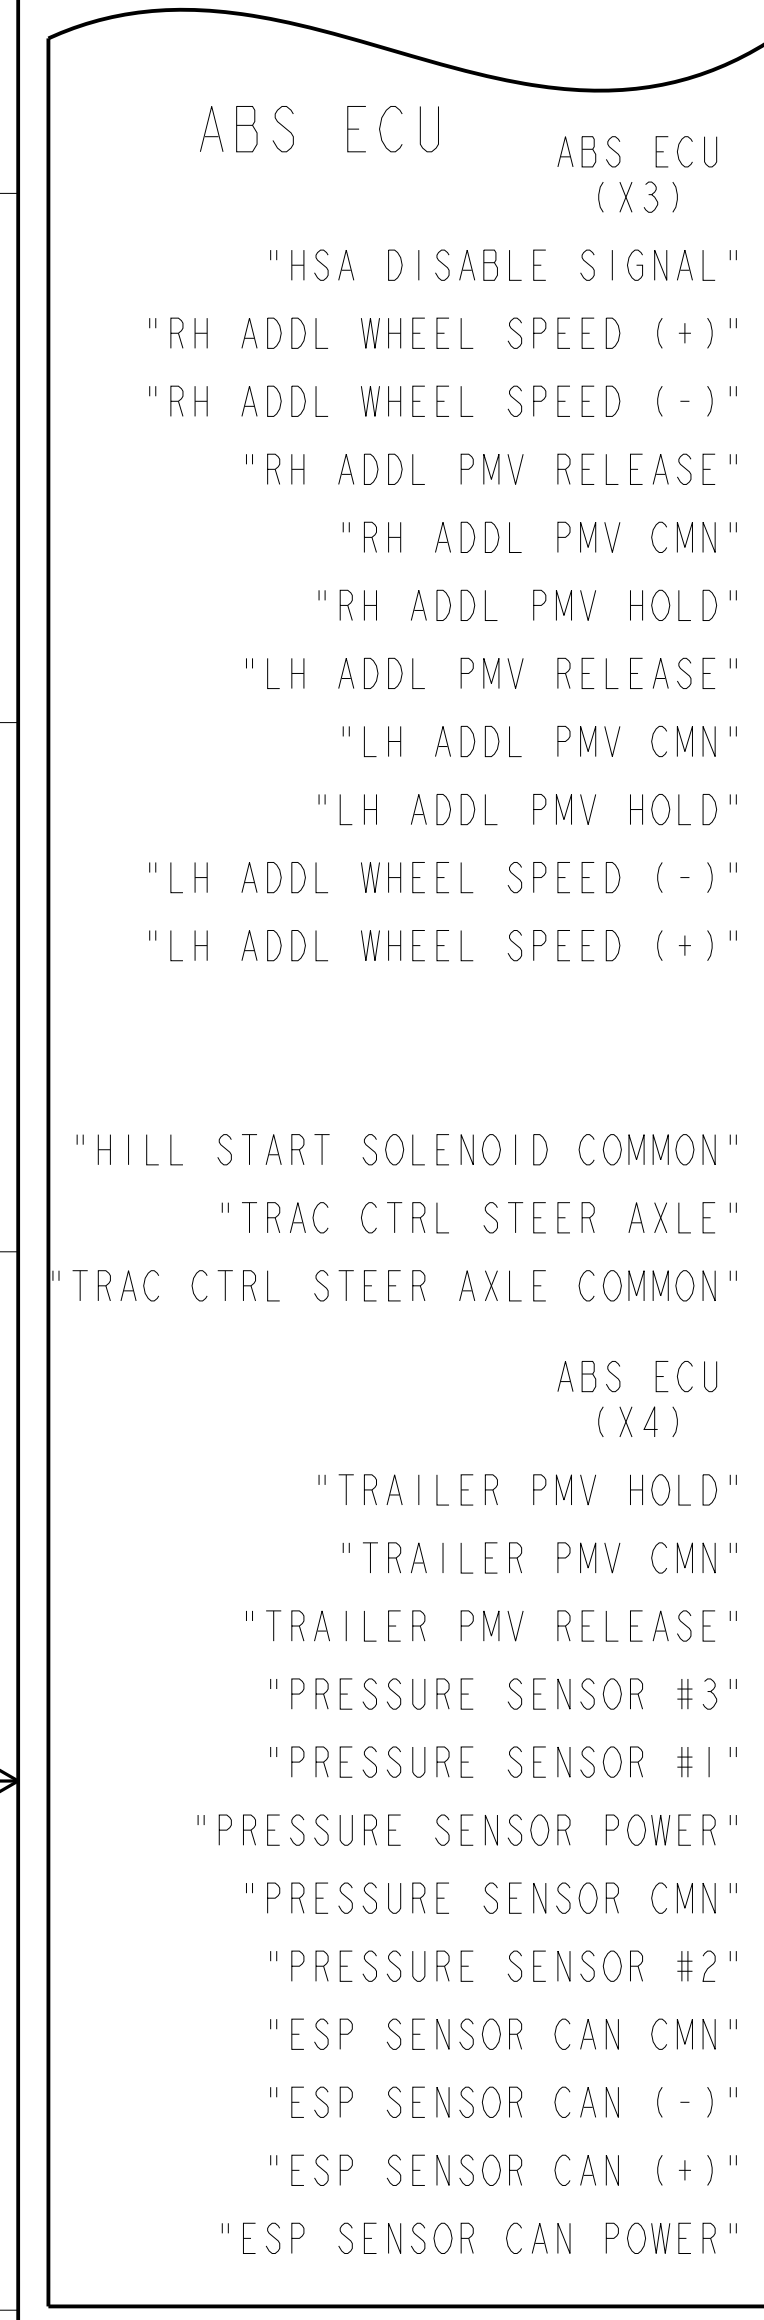 ABS ECU
ABS ECU
(X3)
"HSA DISABLE SIGNAL"
"RH ADDL WHEEL SPEED (+)"
"RH ADDL WHEEL SPEED (-)"
"RH ADDL PMV RELEASE"
"RH ADDL PMV CMN"
"RH ADDL PMV HOLD"
"LH ADDL PMV RELEASE"
"LH ADDL PMV CMN"
"LH ADDL PMV HOLD"
"LH ADDL WHEEL SPEED (-)"
"LH ADDL WHEEL SPEED (+)"
"HILL START SOLENOID COMMON"
"TRAC CTRL STEER AXLE"
"TRAC CTRL STEER AXLE COMMON"
ABS ECU
(X4)
"TRAILER PMV HOLD"
"TRAILER PMV CMN"
"TRAILER PMV RELEASE"
"PRESSURE SENSOR #3"
"PRESSURE SENSOR #1"
"PRESSURE SENSOR POWER"
"PRESSURE SENSOR CMN"
"PRESSURE SENSOR #2"
"ESP SENSOR CAN CMN"
"ESP SENSOR CAN (-)"
"ESP SENSOR CAN (+)"
"ESP SENSOR CAN POWER"